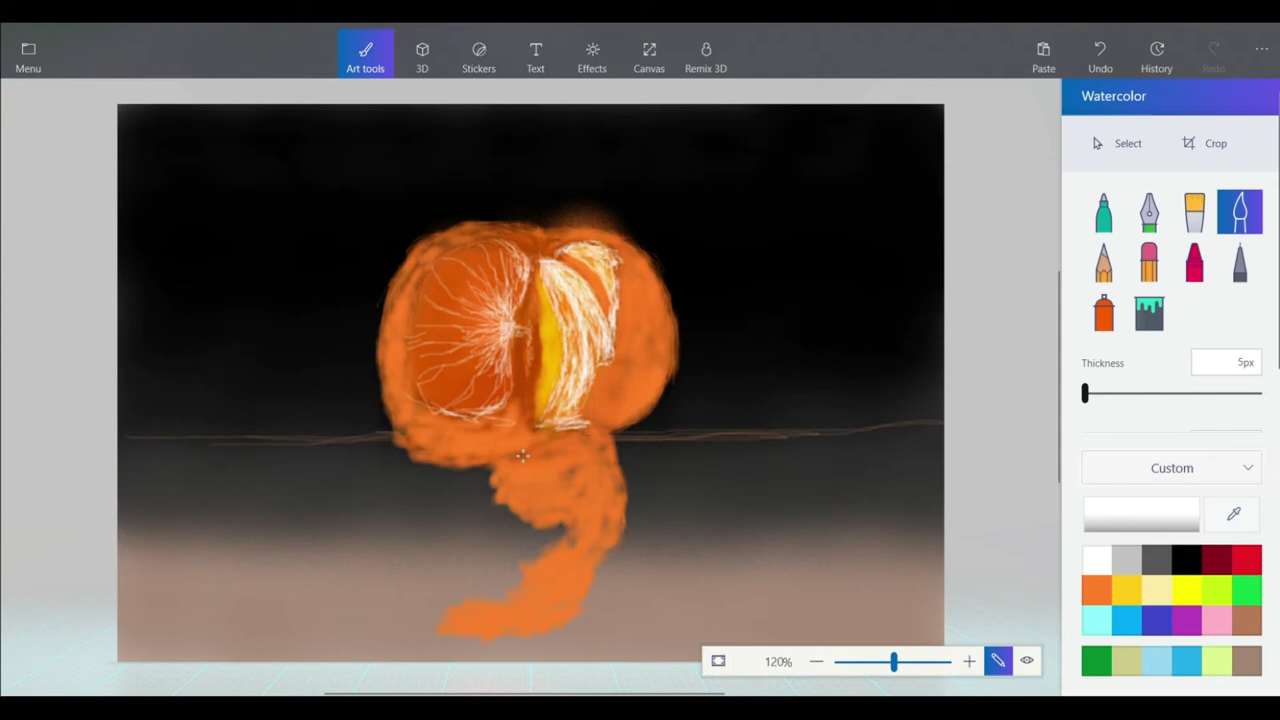 Menu
Art tools
3D
Stickers
Text
Effects
Canvas
Remix 3D
Paste
Undo
History
Redo
Watercolor
Select
Crop
Thickness
5px
Custom
120%